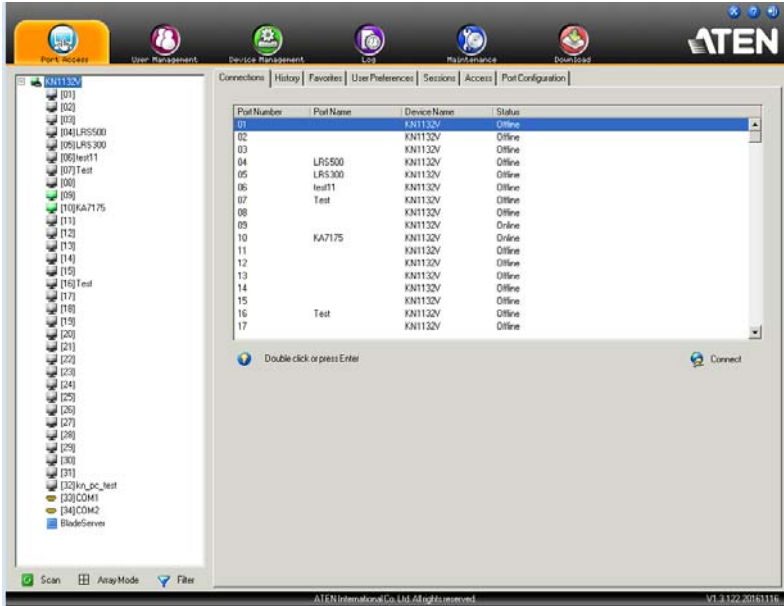 ATEN
Port Access User Management Device Management Log Maintenance Download
KN1132V
[01]
[02]
[03]
[04]LRS500
[05]LRS300
[06]test11
[07]Test
[08]
[09]
[10]KA7175
[11]
[12]
[13]
[14]
[15]
[16]Test
[17]
[18]
[19]
[20]
[21]
[22]
[23]
[24]
[25]
[26]
[27]
[28]
[29]
[30]
[31]
[32]kn_pc_test
[33]COM1
[34]COM2
BladeServer
Scan Array Mode Filter
Connections History Favorites User Preferences Sessions Access Port Configuration
Port Number Port Name Device Name Status
01 KN1132V Offline
02 KN1132V Offline
03 KN1132V Offline
04 LRS500 KN1132V Offline
05 LRS300 KN1132V Offline
06 test11 KN1132V Offline
07 Test KN1132V Offline
08 KN1132V Offline
09 KN1132V Online
10 KA7175 KN1132V Online
11 KN1132V Offline
12 KN1132V Offline
13 KN1132V Offline
14 KN1132V Offline
15 KN1132V Offline
16 Test KN1132V Offline
17 KN1132V Offline
Double click or press Enter
Connect
ATEN International Co. Ltd. All rights reserved.
V1.3.122.20161116